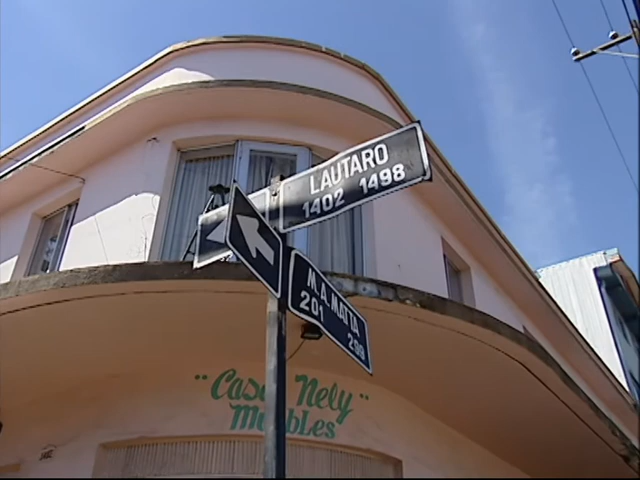 LAUTARO
1402 1498
M.A.MATTA
201 299
"Casa Nely"
Muebles